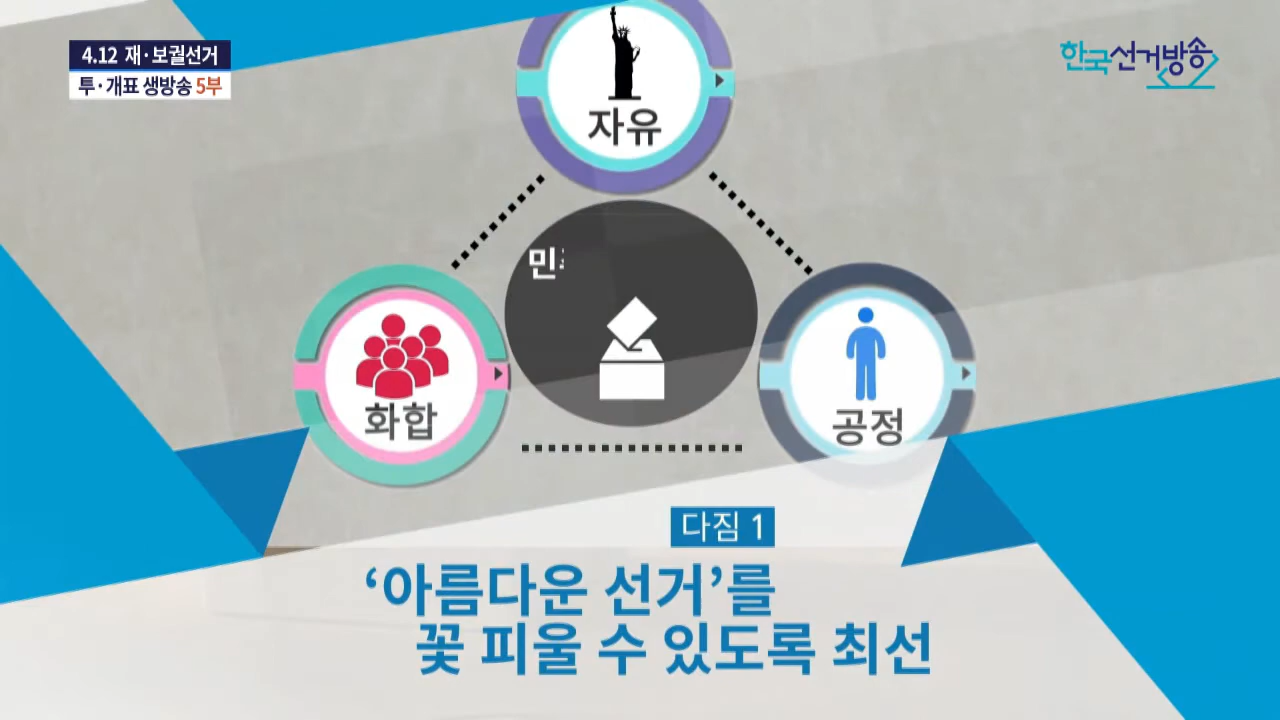 4.12 재·보궐선거
투·개표 생방송 5부
한국선거방송
자유
화합
공정
다짐 1
‘아름다운 선거’를
꽃 피울 수 있도록 최선